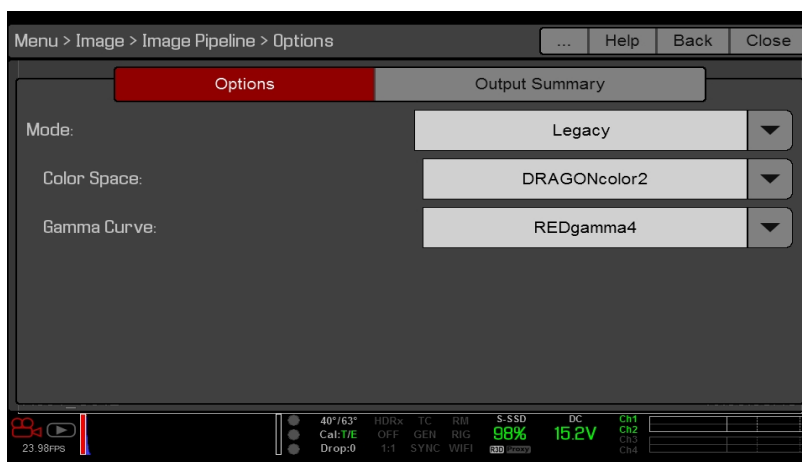 Menu > Image > Image Pipeline > Options ... Help Back Close
Options Output Summary
Mode: Legacy
Color Space: DRAGONcolor2
Gamma Curve: REDgamma4
40°/63° HDRx TC RM S-SSD DC Ch1
Cal:T/E OFF GEN RIG 98% 15.2V Ch2
Ch3
23.98FPS Drop:0 1:1 SYNC WIFI R3D Proxy Ch4